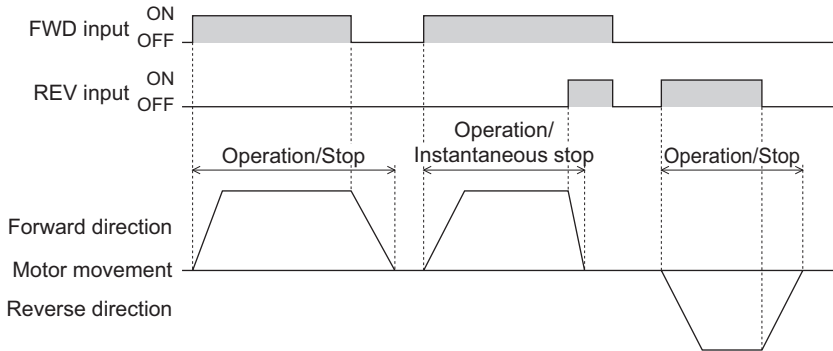 FWD input
ON
OFF
REV input
ON
OFF
Operation/Stop
Operation/
Instantaneous stop
Operation/Stop
Forward direction
Motor movement
Reverse direction